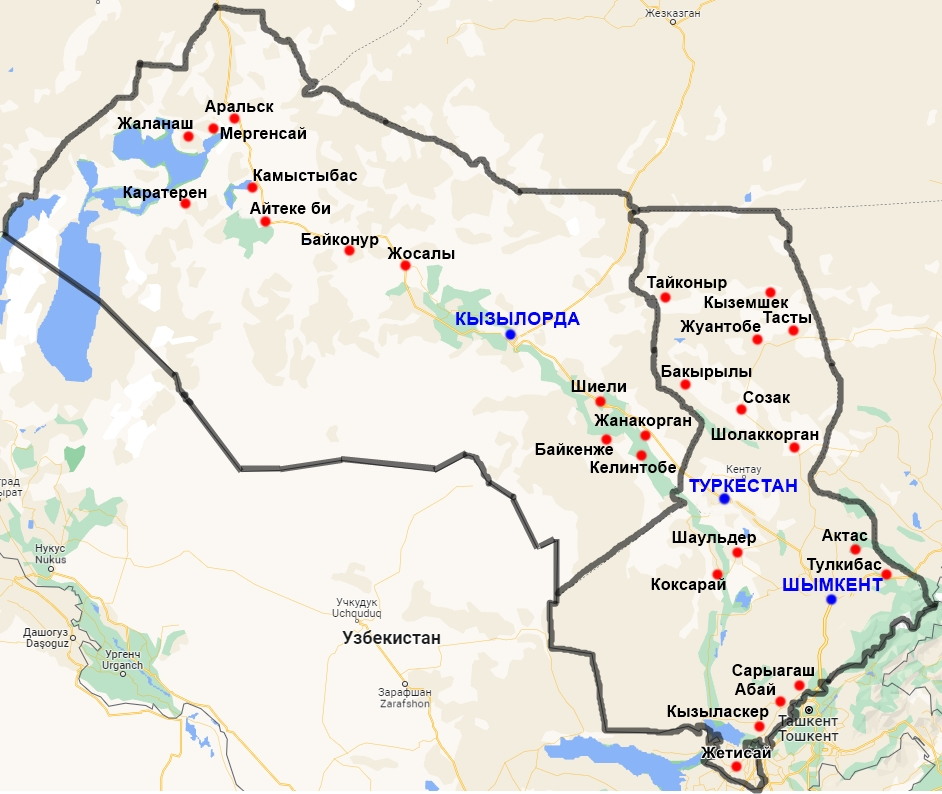 Жезказган
Аральск
Жаланаш
Мергенсай
Камыстыбас
Каратерен
Айтеке би
Байконур
Жосалы
Тайконыр
Кыземшек
Тасты
КЫЗЫЛОРДА
Жуантобе
Бакырылы
Шиели
Созак
Жанакорган
Шолаккорган
Байкенже
Келинтобе
Кентау
ТУРКЕСТАН
Шаульдер
Актас
Тулкибас
Коксарай
ШЫМКЕНТ
Нукус
Nukus
Учкудук
Uchquduq
Дашогуз
Daşoguz
Узбекистан
Ургенч
Urganch
Сарыагаш
Абай
Зарафшан
Zarafshon
Кызыласкер
Ташкент
Тошкент
Жетисай